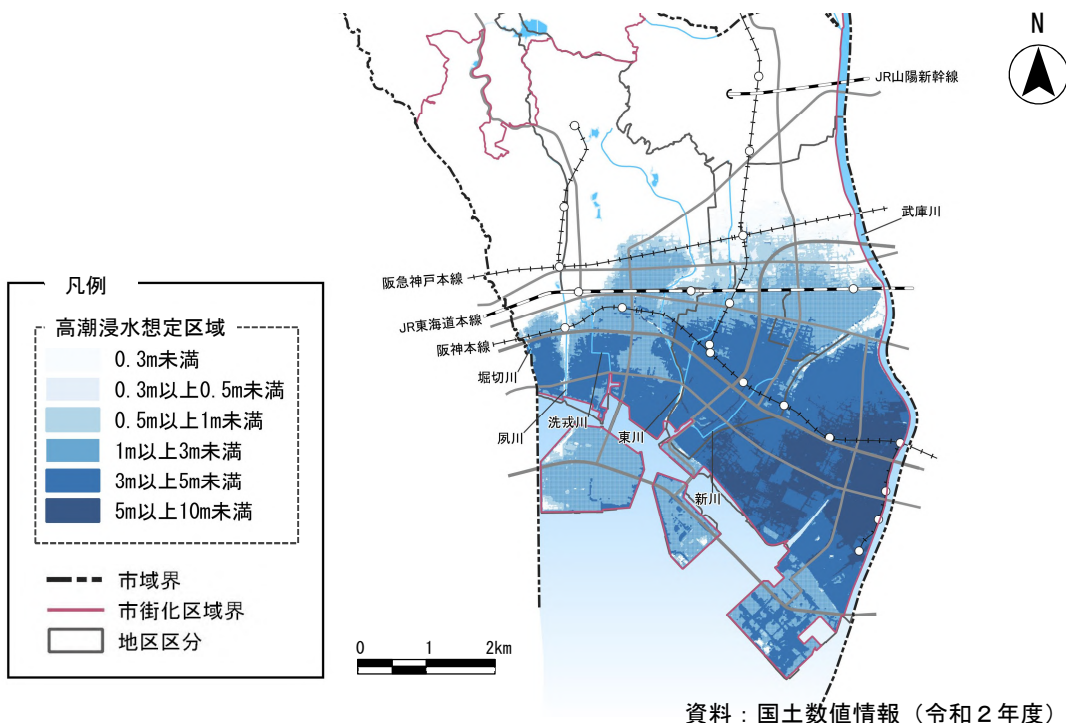 N
JR山陽新幹線
武庫川
阪急神戸本線
JR東海道本線
阪神本線
堀切川
夙川
洗戎川
東川
新川
凡例
高潮浸水想定区域
0.3m未満
0.3m以上0.5m未満
0.5m以上1m未満
1m以上3m未満
3m以上5m未満
5m以上10m未満
市域界
市街化区域界
地区区分
0 1 2km
資料：国土数値情報（令和２年度）